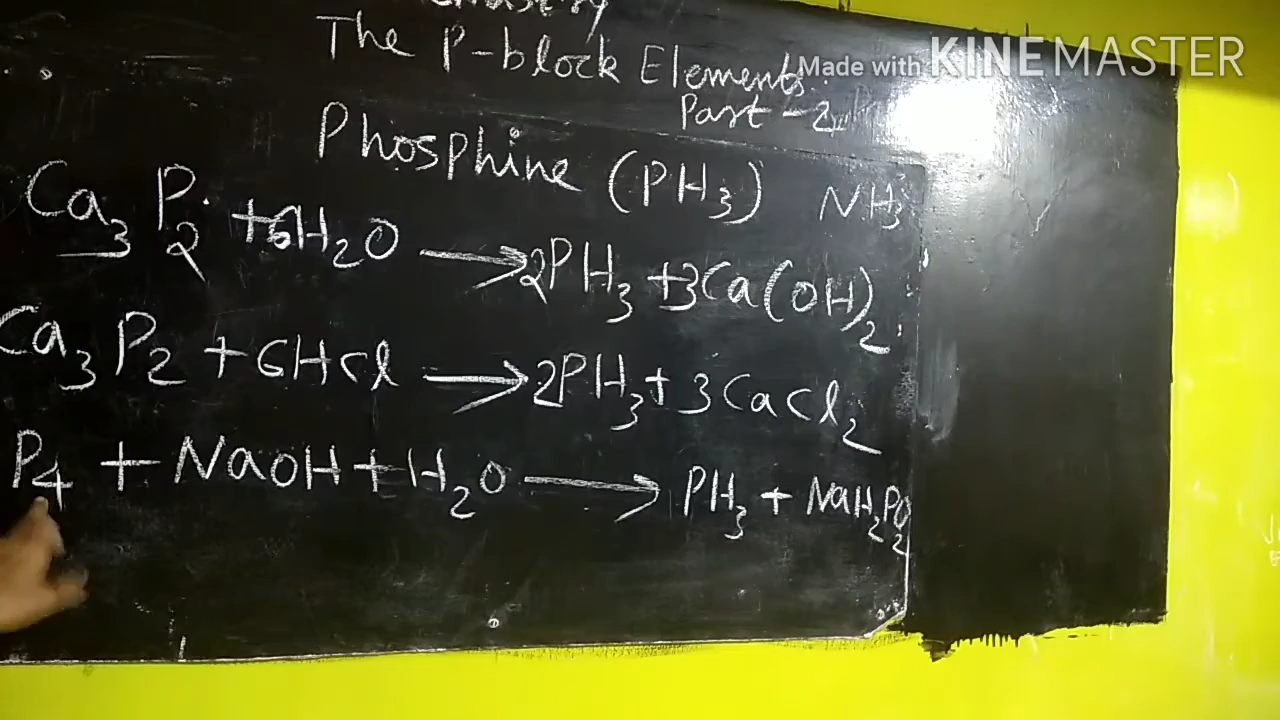 The P-block Elements
Made with KINEMASTER
Part - 2
Phosphine (PH3) NH3
Ca3P2 + 6H2O → 2PH3 + 3Ca(OH)2
Ca3P2 + 6HCl → 2PH3 + 3CaCl2
P4 + NaOH + H2O → PH3 + NaH2PO2